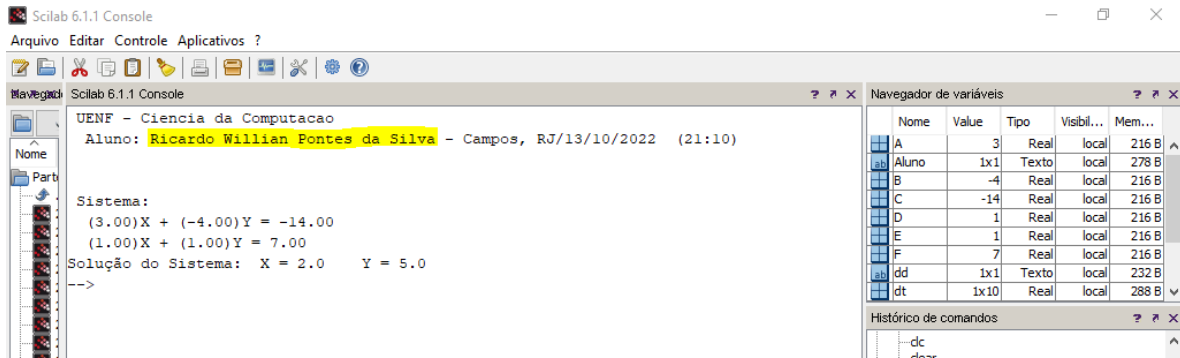 Scilab 6.1.1 Console
Arquivo Editar Controle Aplicativos ?
Scilab 6.1.1 Console ? X
UENF - Ciencia da Computacao
Aluno: Ricardo Willian Pontes da Silva - Campos, RJ/13/10/2022 (21:10)
Sistema:
(3.00)X + (-4.00)Y = -14.00
(1.00)X + (1.00)Y = 7.00
Solução do Sistema: X = 2.0 Y = 5.0
-->
Nome
Navegador de variáveis ? X
Nome Value Tipo Visibil... Mem...
A 3 Real local 216 B
Aluno 1x1 Texto local 278 B
B -4 Real local 216 B
C -14 Real local 216 B
D 1 Real local 216 B
E 1 Real local 216 B
F 7 Real local 216 B
dd 1x1 Texto local 232 B
dt 1x10 Real local 288 B
Histórico de comandos ? X
clc
clear